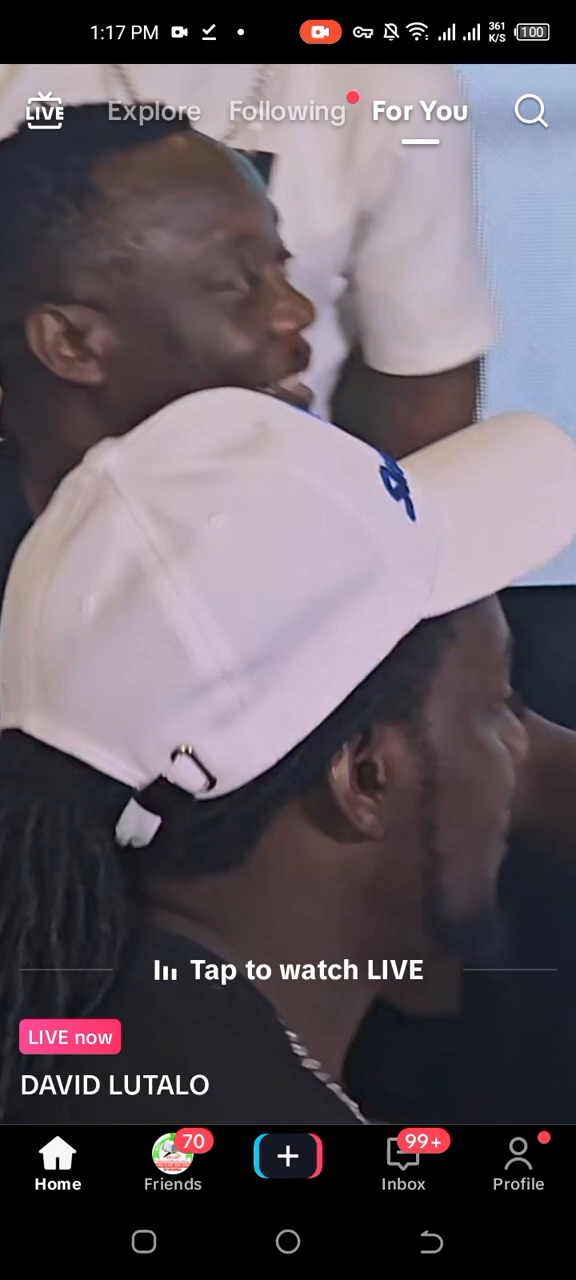 1:17 PM
361
K/S
100
LIVE
Explore
Following
For You
Tap to watch LIVE
LIVE now
DAVID LUTALO
70
99+
Home
Friends
Inbox
Profile